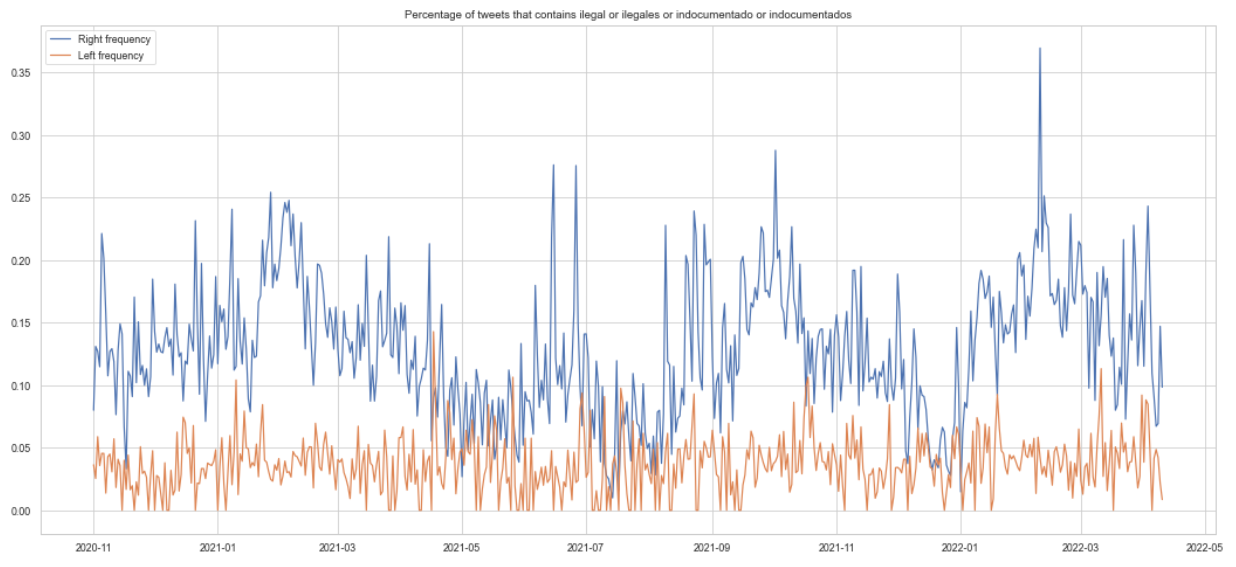 Percentage of tweets that contains ilegal or ilegales or indocumentado or indocumentados
Right frequency
Left frequency
0.35
0.30
0.25
0.20
0.15
0.10
0.05
0.00
2020-11 2021-01 2021-03 2021-05 2021-07 2021-09 2021-11 2022-01 2022-03 2022-05